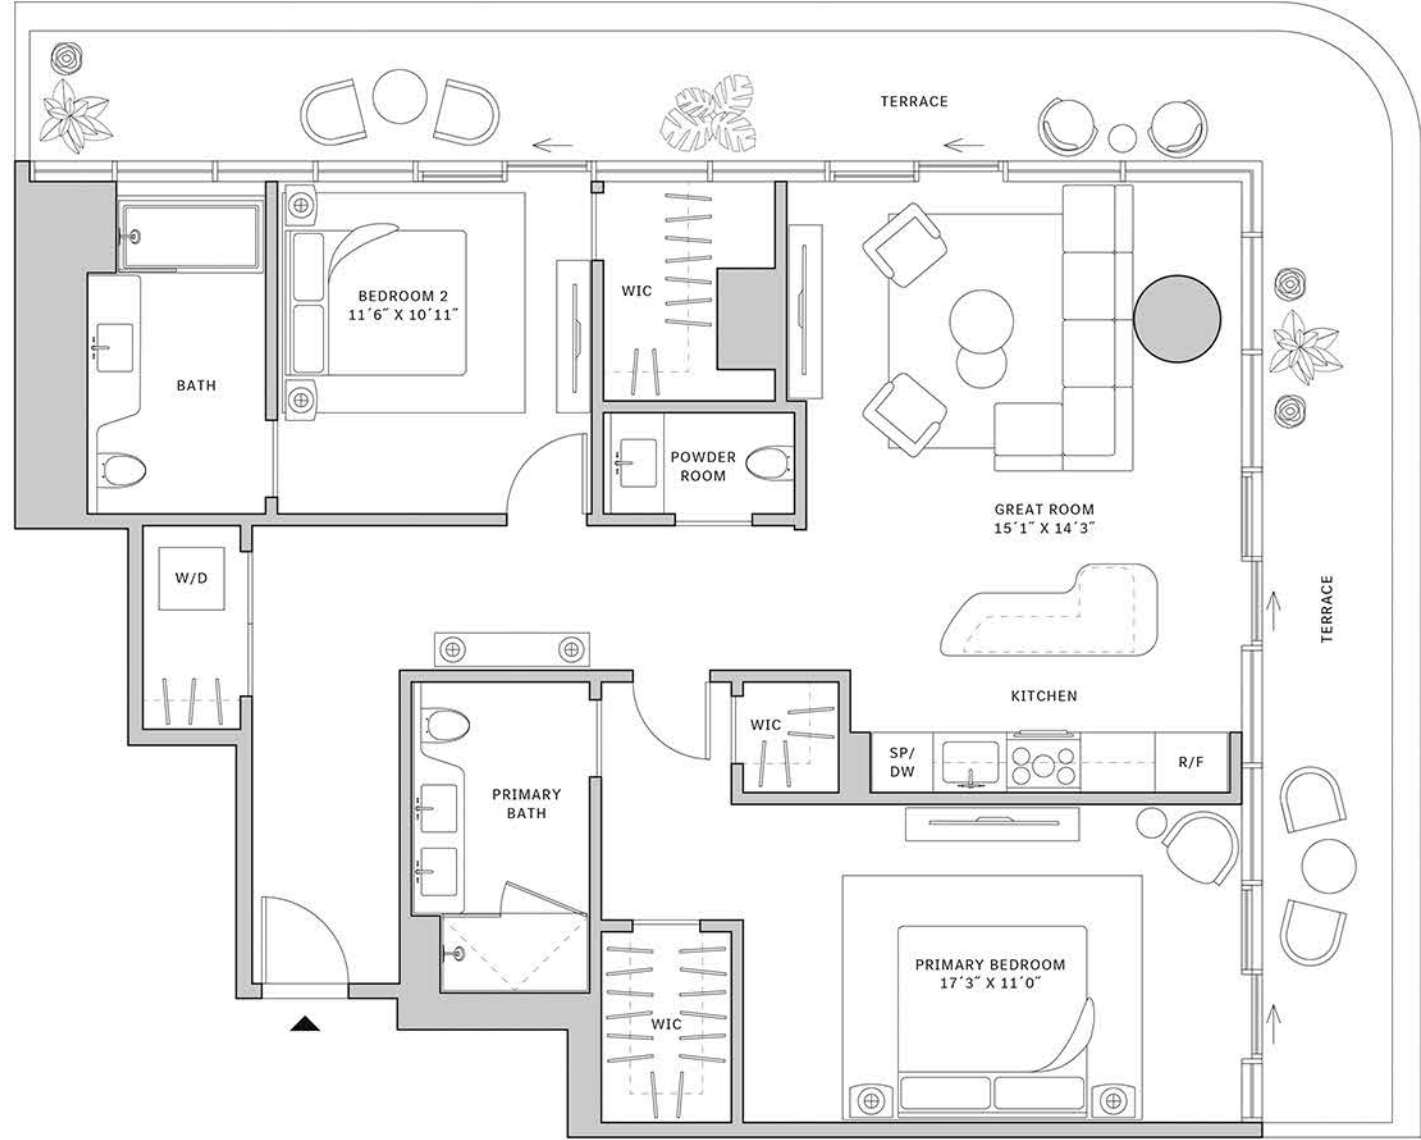 TERRACE
BEDROOM 2
11´6˝ X 10´11˝
WIC
BATH
POWDER
ROOM
GREAT ROOM
15´1˝ X 14´3˝
W/D
TERRACE
KITCHEN
WIC
SP/
DW
R/F
PRIMARY
BATH
PRIMARY BEDROOM
17´3˝ X 11´0˝
WIC